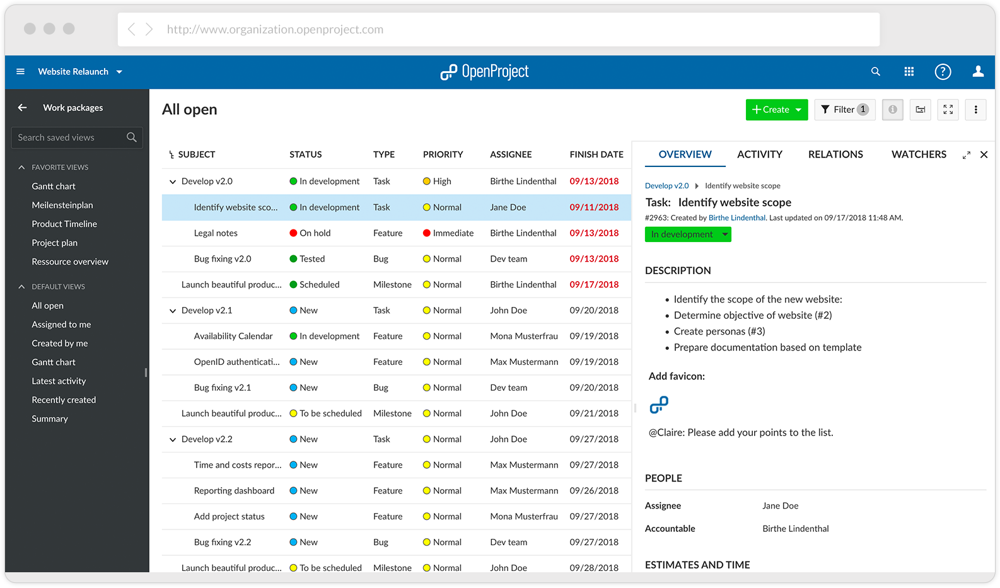 http://www.organization.openproject.com
Website Relaunch
OpenProject
?
Work packages
Search saved views
FAVORITE VIEWS
Gantt chart
Meilensteinplan
Product Timeline
Project plan
Ressource overview
DEFAULT VIEWS
All open
Assigned to me
Created by me
Gantt chart
Latest activity
Recently created
Summary
All open
+ Create
Filter 1
SUBJECT STATUS TYPE PRIORITY ASSIGNEE FINISH DATE
Develop v2.0 In development Task High Birthe Lindenthal 09/13/2018
Identify website sco... In development Task Normal Jane Doe 09/11/2018
Legal notes On hold Feature Immediate Birthe Lindenthal 09/13/2018
Bug fixing v2.0 Tested Bug Normal Dev team 09/13/2018
Launch beautiful produc... Scheduled Milestone Normal Birthe Lindenthal 09/17/2018
Develop v2.1 New Task Normal John Doe 09/20/2018
Availability Calendar In development Feature Normal Mona Musterfrau 09/19/2018
OpenID authenticati... New Feature Normal Max Mustermann 09/19/2018
Bug fixing v2.1 New Bug Normal Dev team 09/20/2018
Launch beautiful produc... To be scheduled Milestone Normal John Doe 09/21/2018
Develop v2.2 New Task Normal John Doe 09/27/2018
Time and costs repor... New Feature Normal Max Mustermann 09/27/2018
Reporting dashboard New Feature Normal Max Mustermann 09/26/2018
Add project status New Feature Normal Mona Musterfrau 09/27/2018
Bug fixing v2.2 New Bug Normal Dev team 09/27/2018
Launch beautiful produc... To be scheduled Milestone Normal John Doe 09/28/2018
OVERVIEW ACTIVITY RELATIONS WATCHERS
Develop v2.0 Identify website scope
Task: Identify website scope
#2963: Created by Birthe Lindenthal. Last updated on 09/17/2018 11:48 AM.
In development
DESCRIPTION
• Identify the scope of the new website:
• Determine objective of website (#2)
• Create personas (#3)
• Prepare documentation based on template
Add favicon:
@Claire: Please add your points to the list.
PEOPLE
Assignee Jane Doe
Accountable Birthe Lindenthal
ESTIMATES AND TIME